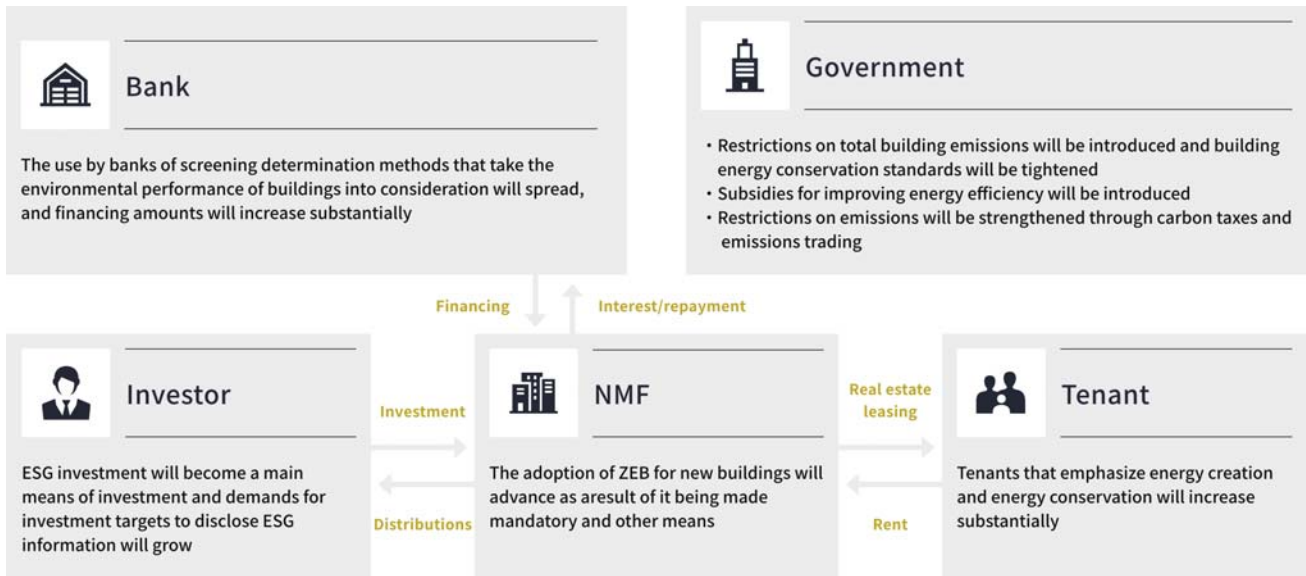 Bank
The use by banks of screening determination methods that take the
environmental performance of buildings into consideration will spread,
and financing amounts will increase substantially
Government
・Restrictions on total building emissions will be introduced and building
energy conservation standards will be tightened
・Subsidies for improving energy efficiency will be introduced
・Restrictions on emissions will be strengthened through carbon taxes and
emissions trading
Financing
Interest/repayment
Investor
ESG investment will become a main
means of investment and demands for
investment targets to disclose ESG
information will grow
Investment
Distributions
NMF
The adoption of ZEB for new buildings will
advance as aresult of it being made
mandatory and other means
Real estate
leasing
Rent
Tenant
Tenants that emphasize energy creation
and energy conservation will increase
substantially